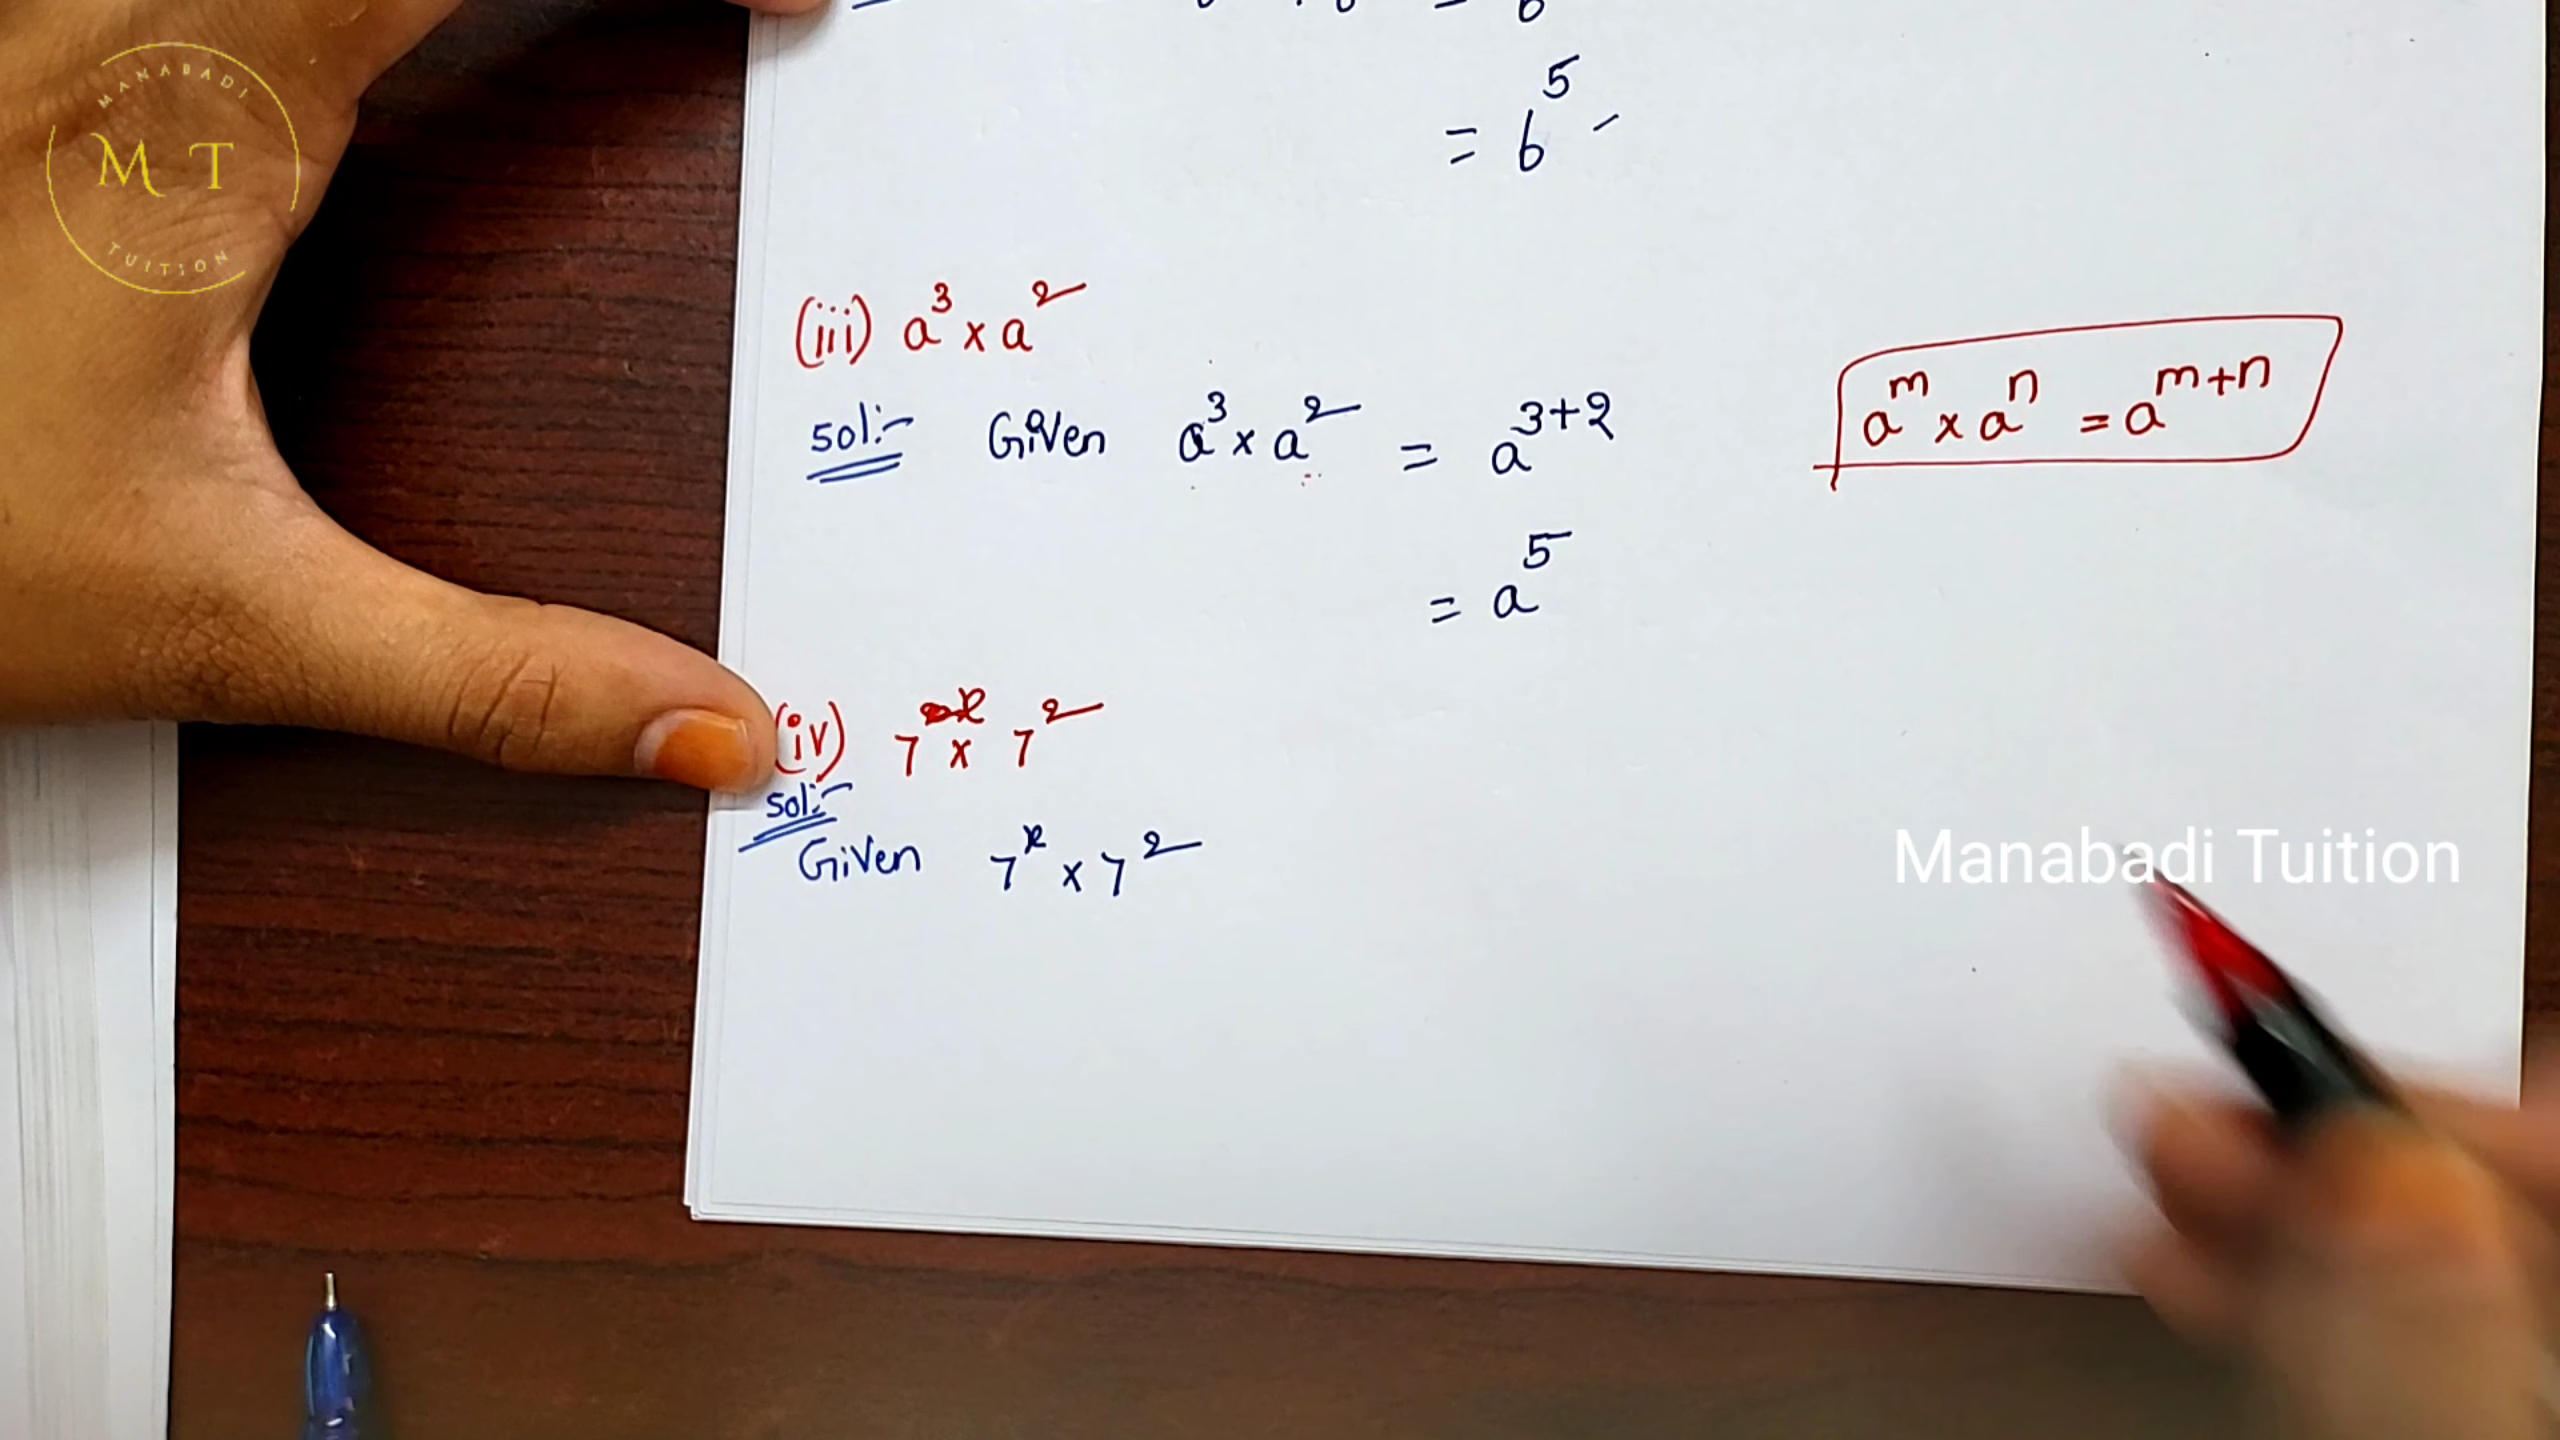 MANABADI
M T
TUITION
= 6⁵
(iii) a³ x a²
Sol:- Given a³ x a² = a³⁺²
aᵐ x aⁿ = aᵐ⁺ⁿ
= a⁵
(iv) 7ˣ x 7²
Sol:-
Given 7ˣ x 7²
Manabadi Tuition